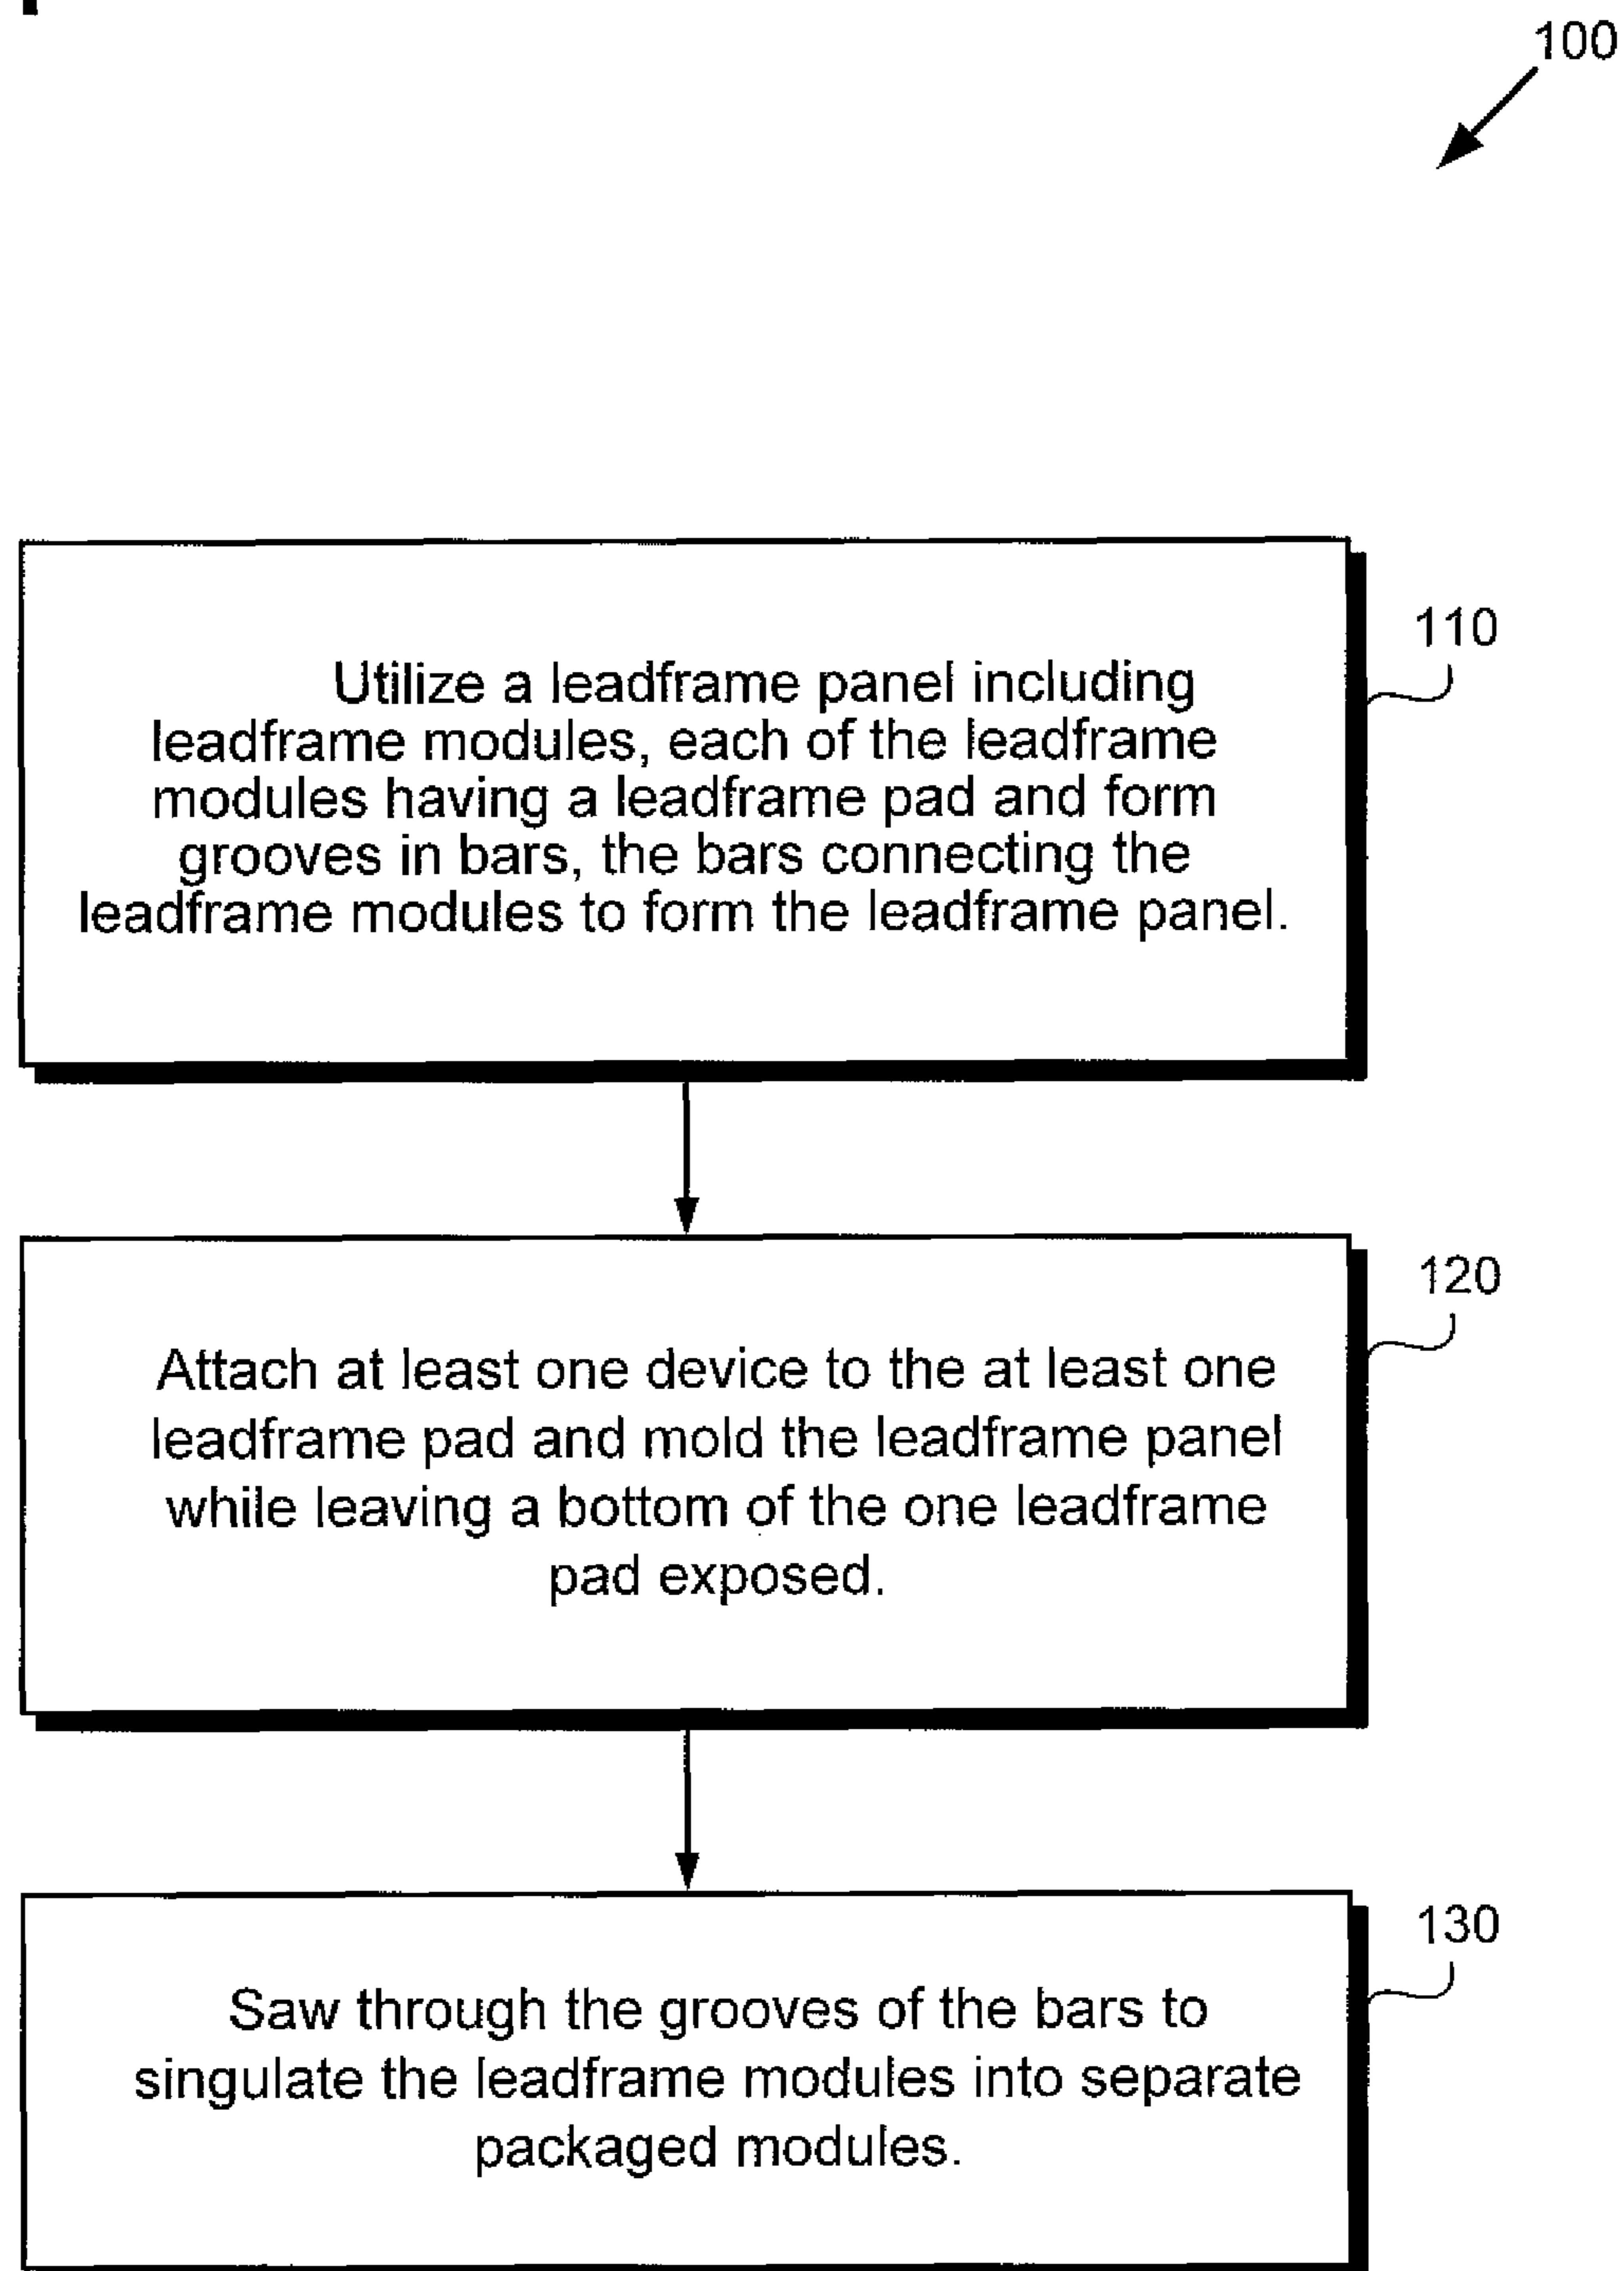 100
Utilize a leadframe panel including
leadframe modules, each of the leadframe
modules having a leadframe pad and form
grooves in bars, the bars connecting the
leadframe modules to form the leadframe panel.
110
Attach at least one device to the at least one
leadframe pad and mold the leadframe panel
while leaving a bottom of the one leadframe
pad exposed.
120
Saw through the grooves of the bars to
singulate the leadframe modules into separate
packaged modules.
130